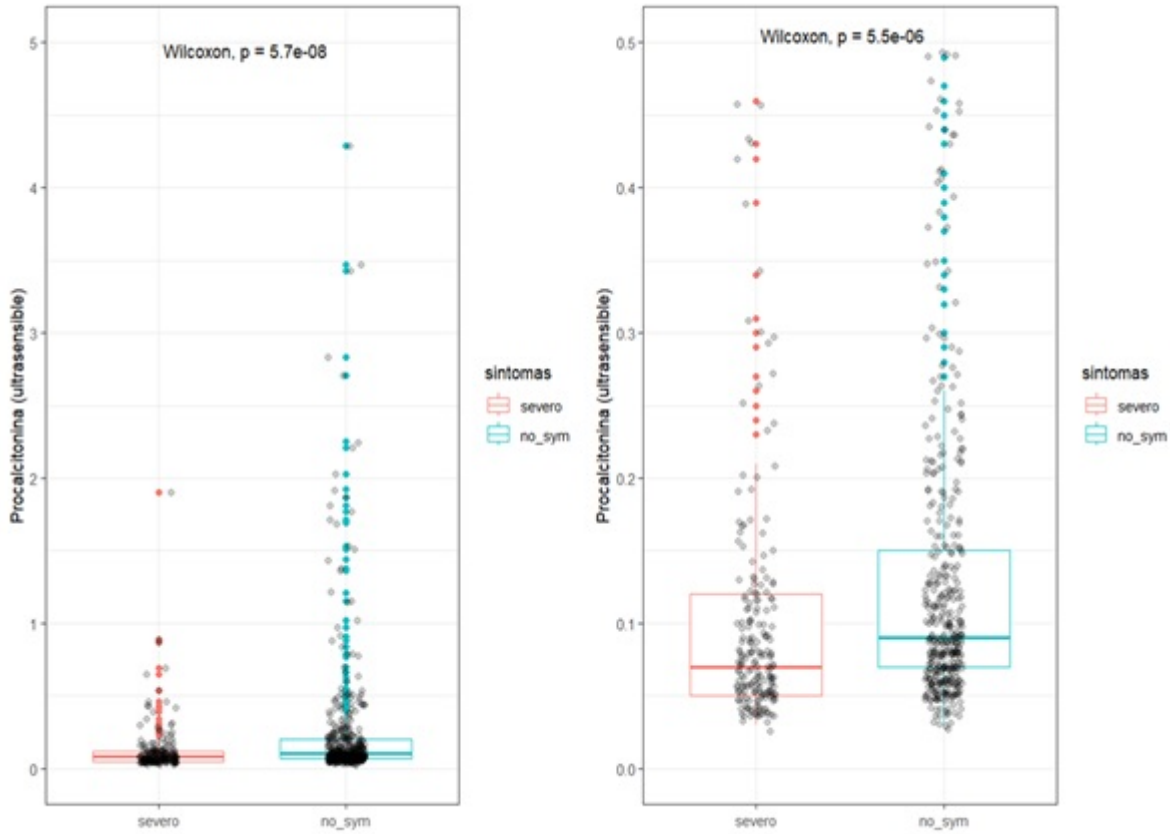 Wilcoxon, p = 5.7e-08
5
4
3
2
1
0
Procalcitonina (ultrasensible)
severo
no_sym
sintomas
severo
no_sym
Wilcoxon, p = 5.5e-06
0.5
0.4
0.3
0.2
0.1
0.0
Procalcitonina (ultrasensible)
severo
no_sym
sintomas
severo
no_sym